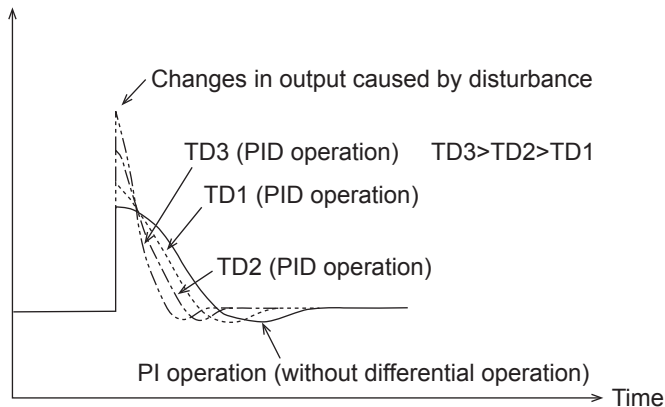 Changes in output caused by disturbance
TD3 (PID operation) TD3>TD2>TD1
TD1 (PID operation)
TD2 (PID operation)
PI operation (without differential operation)
Time